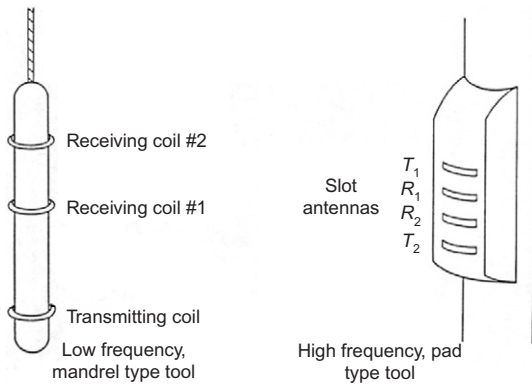 Receiving coil #2
Receiving coil #1
Transmitting coil
Low frequency,
mandrel type tool
Slot
antennas
T1
R1
R2
T2
High frequency, pad
type tool